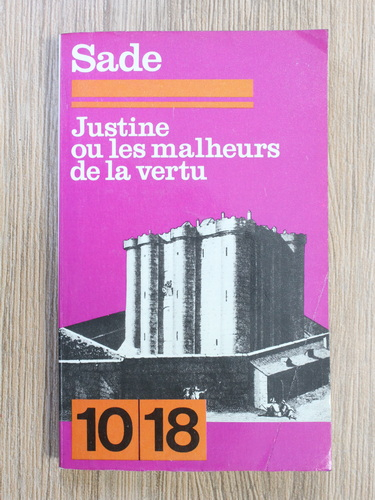 Sade
Justine
ou les malheurs
de la vertu
10 18